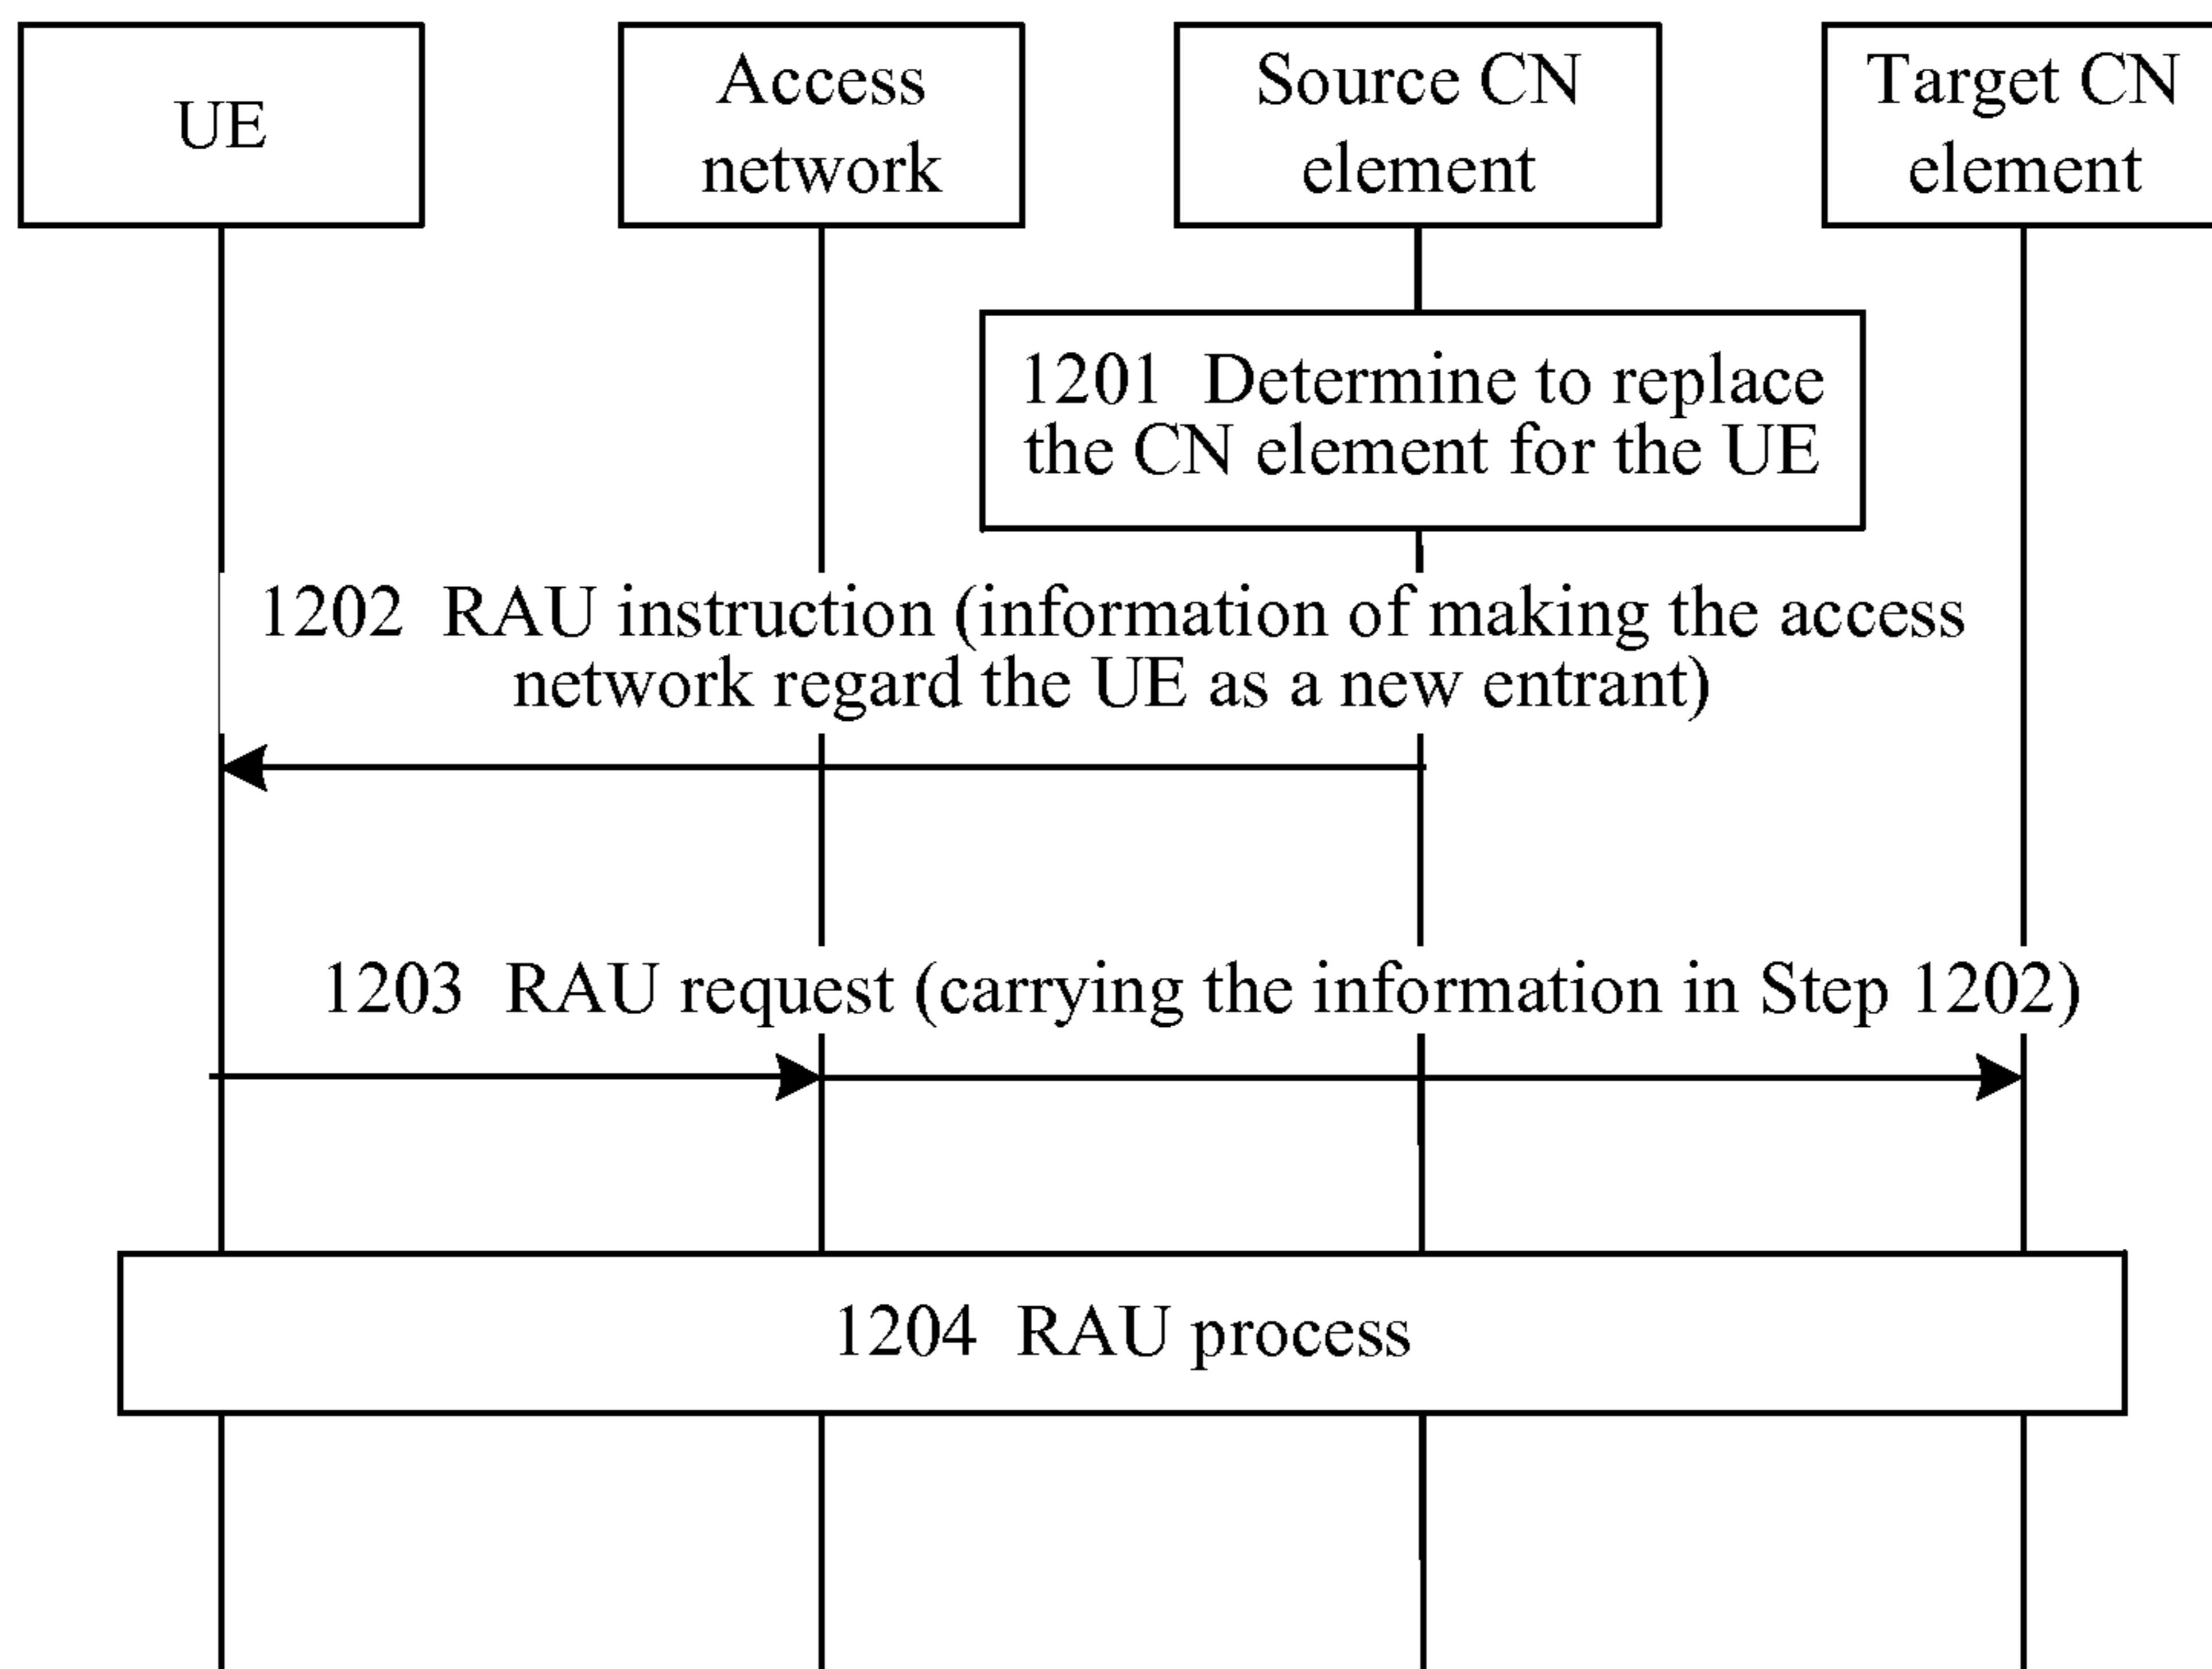 UE
Access
network
Source CN
element
Target CN
element
1201 Determine to replace
the CN element for the UE
1202 RAU instruction (information of making the access
network regard the UE as a new entrant)
1203 RAU request (carrying the information in Step 1202)
1204 RAU process